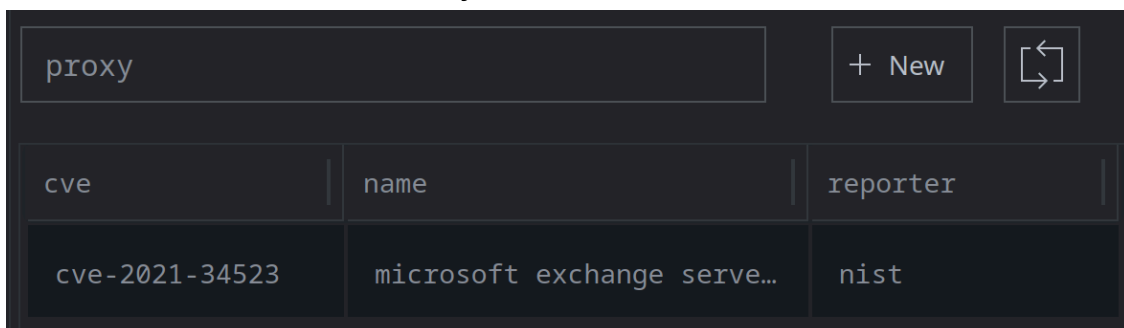 proxy
+ New
cve name reporter
cve-2021-34523 microsoft exchange serve… nist